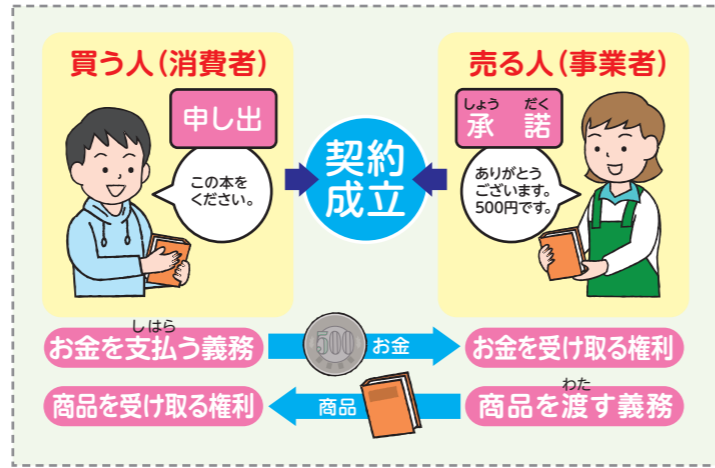 買う人(消費者)
申し出
この本を
ください。
契約
成立
売る人(事業者)
しょう だく
承諾
ありがとう
ございます。
500円です。
しはら
お金を支払う義務
500
お金
お金を受け取る権利
商品を受け取る権利
商品
わた
商品を渡す義務